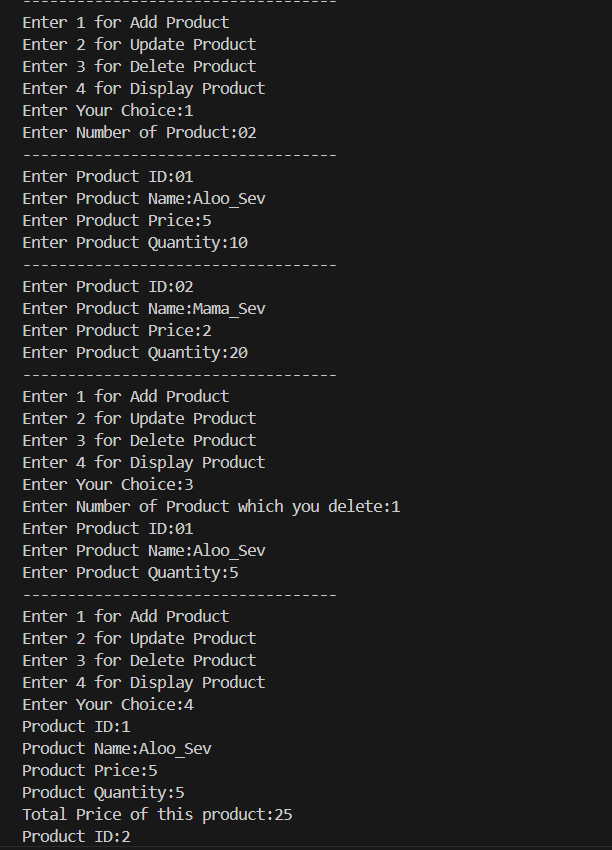 -----------------------------------
Enter 1 for Add Product
Enter 2 for Update Product
Enter 3 for Delete Product
Enter 4 for Display Product
Enter Your Choice:1
Enter Number of Product:02
-----------------------------------
Enter Product ID:01
Enter Product Name:Aloo_Sev
Enter Product Price:5
Enter Product Quantity:10
-----------------------------------
Enter Product ID:02
Enter Product Name:Mama_Sev
Enter Product Price:2
Enter Product Quantity:20
-----------------------------------
Enter 1 for Add Product
Enter 2 for Update Product
Enter 3 for Delete Product
Enter 4 for Display Product
Enter Your Choice:3
Enter Number of Product which you delete:1
Enter Product ID:01
Enter Product Name:Aloo_Sev
Enter Product Quantity:5
-----------------------------------
Enter 1 for Add Product
Enter 2 for Update Product
Enter 3 for Delete Product
Enter 4 for Display Product
Enter Your Choice:4
Product ID:1
Product Name:Aloo_Sev
Product Price:5
Product Quantity:5
Total Price of this product:25
Product ID:2